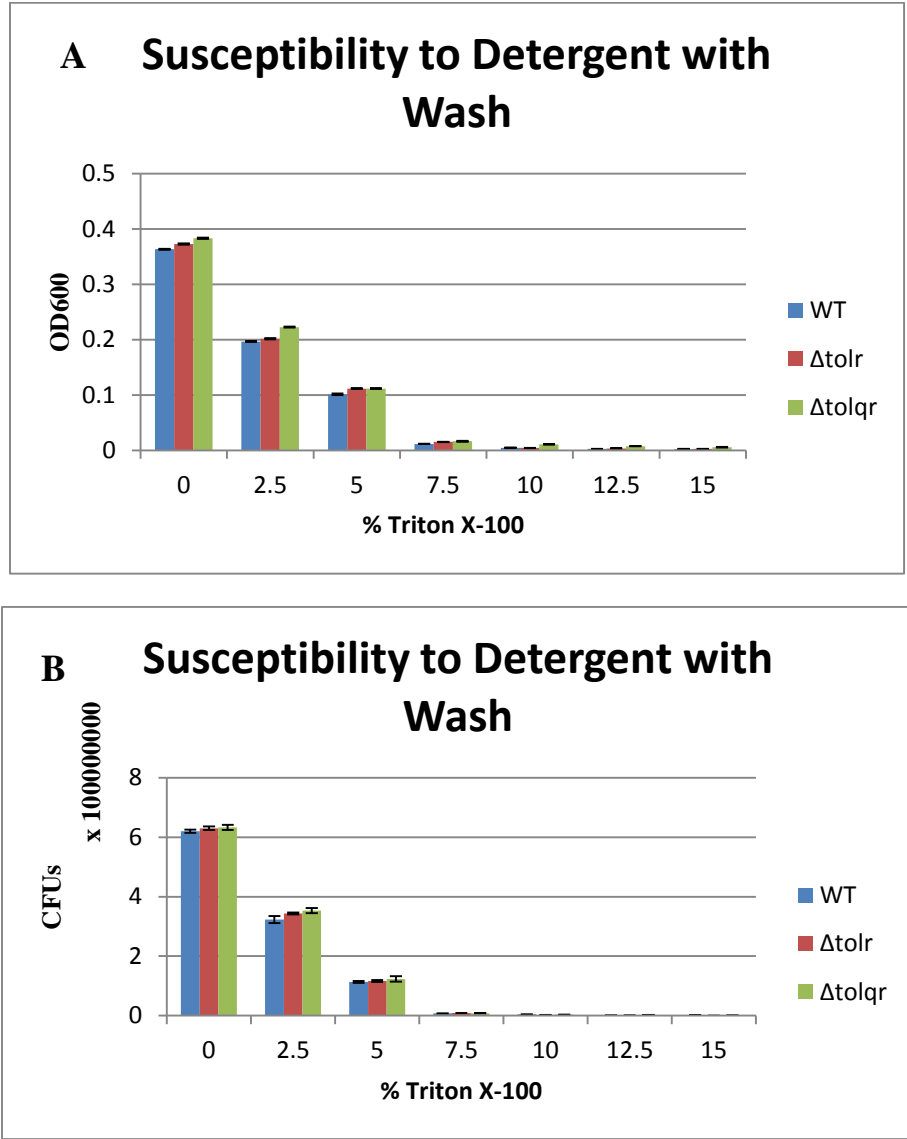 A
Susceptibility to Detergent with
Wash
0.5
0.4
0.3
0.2
0.1
0
OD600
0 2.5 5 7.5 10 12.5 15
% Triton X-100
WT
Δtolr
Δtolqr
B
Susceptibility to Detergent with
Wash
x 100000000
CFUs
8
6
4
2
0
0 2.5 5 7.5 10 12.5 15
% Triton X-100
WT
Δtolr
Δtolqr